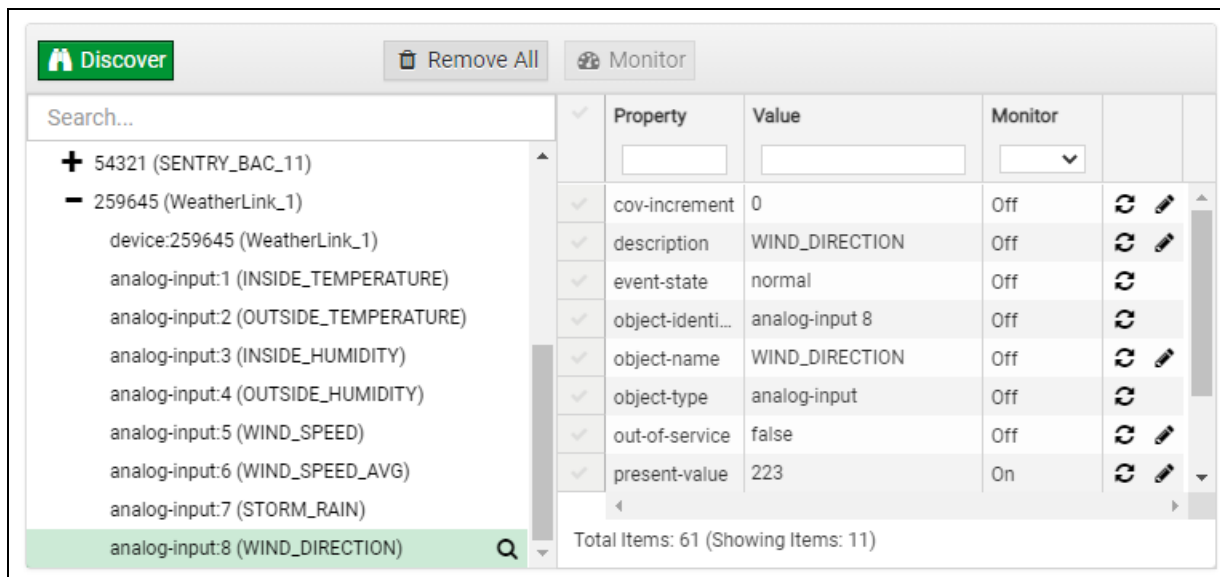 Discover
Remove All
Monitor
Search...
54321 (SENTRY_BAC_11)
259645 (WeatherLink_1)
device:259645 (WeatherLink_1)
analog-input:1 (INSIDE_TEMPERATURE)
analog-input:2 (OUTSIDE_TEMPERATURE)
analog-input:3 (INSIDE_HUMIDITY)
analog-input:4 (OUTSIDE_HUMIDITY)
analog-input:5 (WIND_SPEED)
analog-input:6 (WIND_SPEED_AVG)
analog-input:7 (STORM_RAIN)
analog-input:8 (WIND_DIRECTION)
Property Value Monitor
cov-increment 0 Off
description WIND_DIRECTION Off
event-state normal Off
object-identi... analog-input 8 Off
object-name WIND_DIRECTION Off
object-type analog-input Off
out-of-service false Off
present-value 223 On
Total Items: 61 (Showing Items: 11)